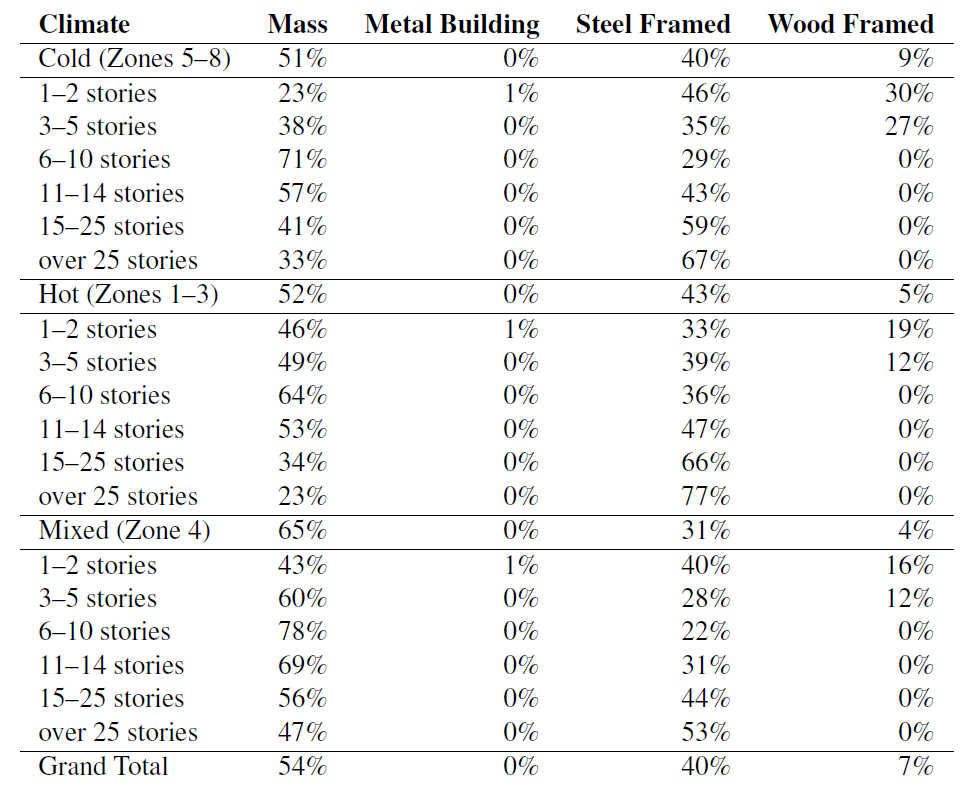 Climate Mass Metal Building Steel Framed Wood Framed
Cold (Zones 5–8) 51% 0% 40% 9%
1–2 stories 23% 1% 46% 30%
3–5 stories 38% 0% 35% 27%
6–10 stories 71% 0% 29% 0%
11–14 stories 57% 0% 43% 0%
15–25 stories 41% 0% 59% 0%
over 25 stories 33% 0% 67% 0%
Hot (Zones 1–3) 52% 0% 43% 5%
1–2 stories 46% 1% 33% 19%
3–5 stories 49% 0% 39% 12%
6–10 stories 64% 0% 36% 0%
11–14 stories 53% 0% 47% 0%
15–25 stories 34% 0% 66% 0%
over 25 stories 23% 0% 77% 0%
Mixed (Zone 4) 65% 0% 31% 4%
1–2 stories 43% 1% 40% 16%
3–5 stories 60% 0% 28% 12%
6–10 stories 78% 0% 22% 0%
11–14 stories 69% 0% 31% 0%
15–25 stories 56% 0% 44% 0%
over 25 stories 47% 0% 53% 0%
Grand Total 54% 0% 40% 7%